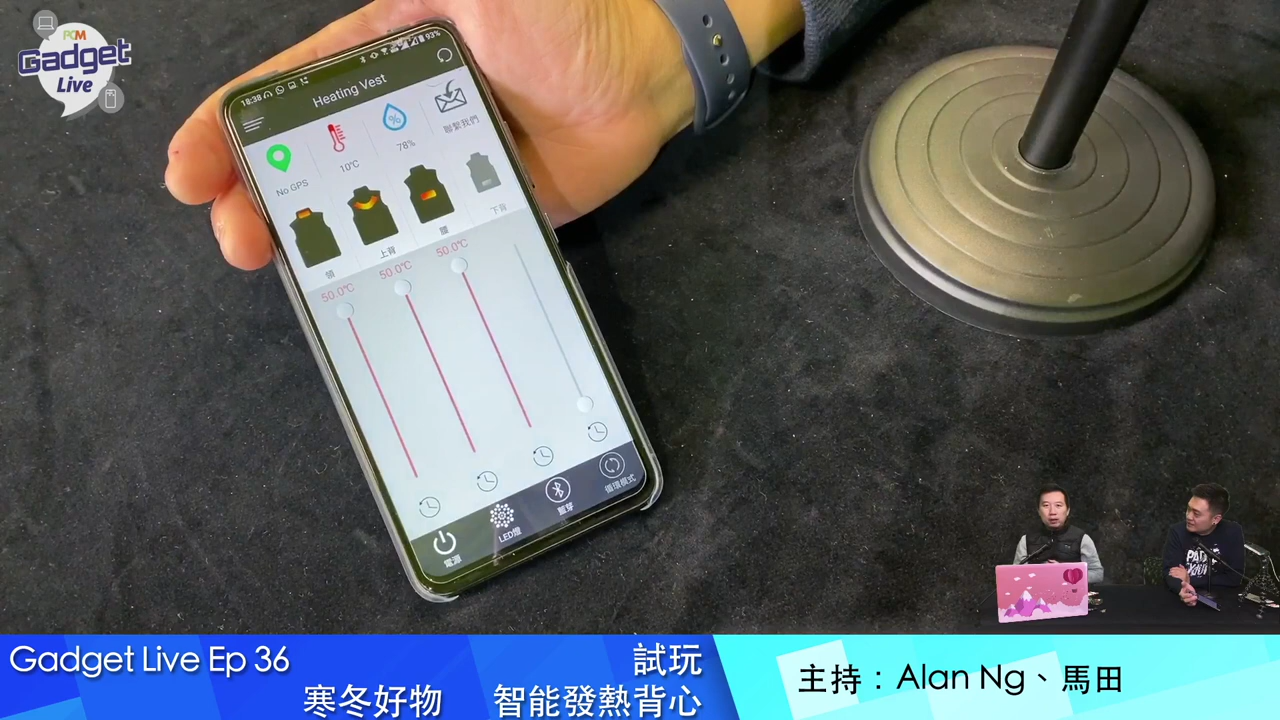 PCM
Gadget
Live
18:38
93%
Heating Vest
No GPS
10℃
78%
聯繫我們
領
上背
腰
下背
50.0℃
50.0℃
50.0℃
電源
LED燈
藍芽
循環模式
Gadget Live Ep 36
試玩
寒冬好物
智能發熱背心
主持：Alan Ng、馬田